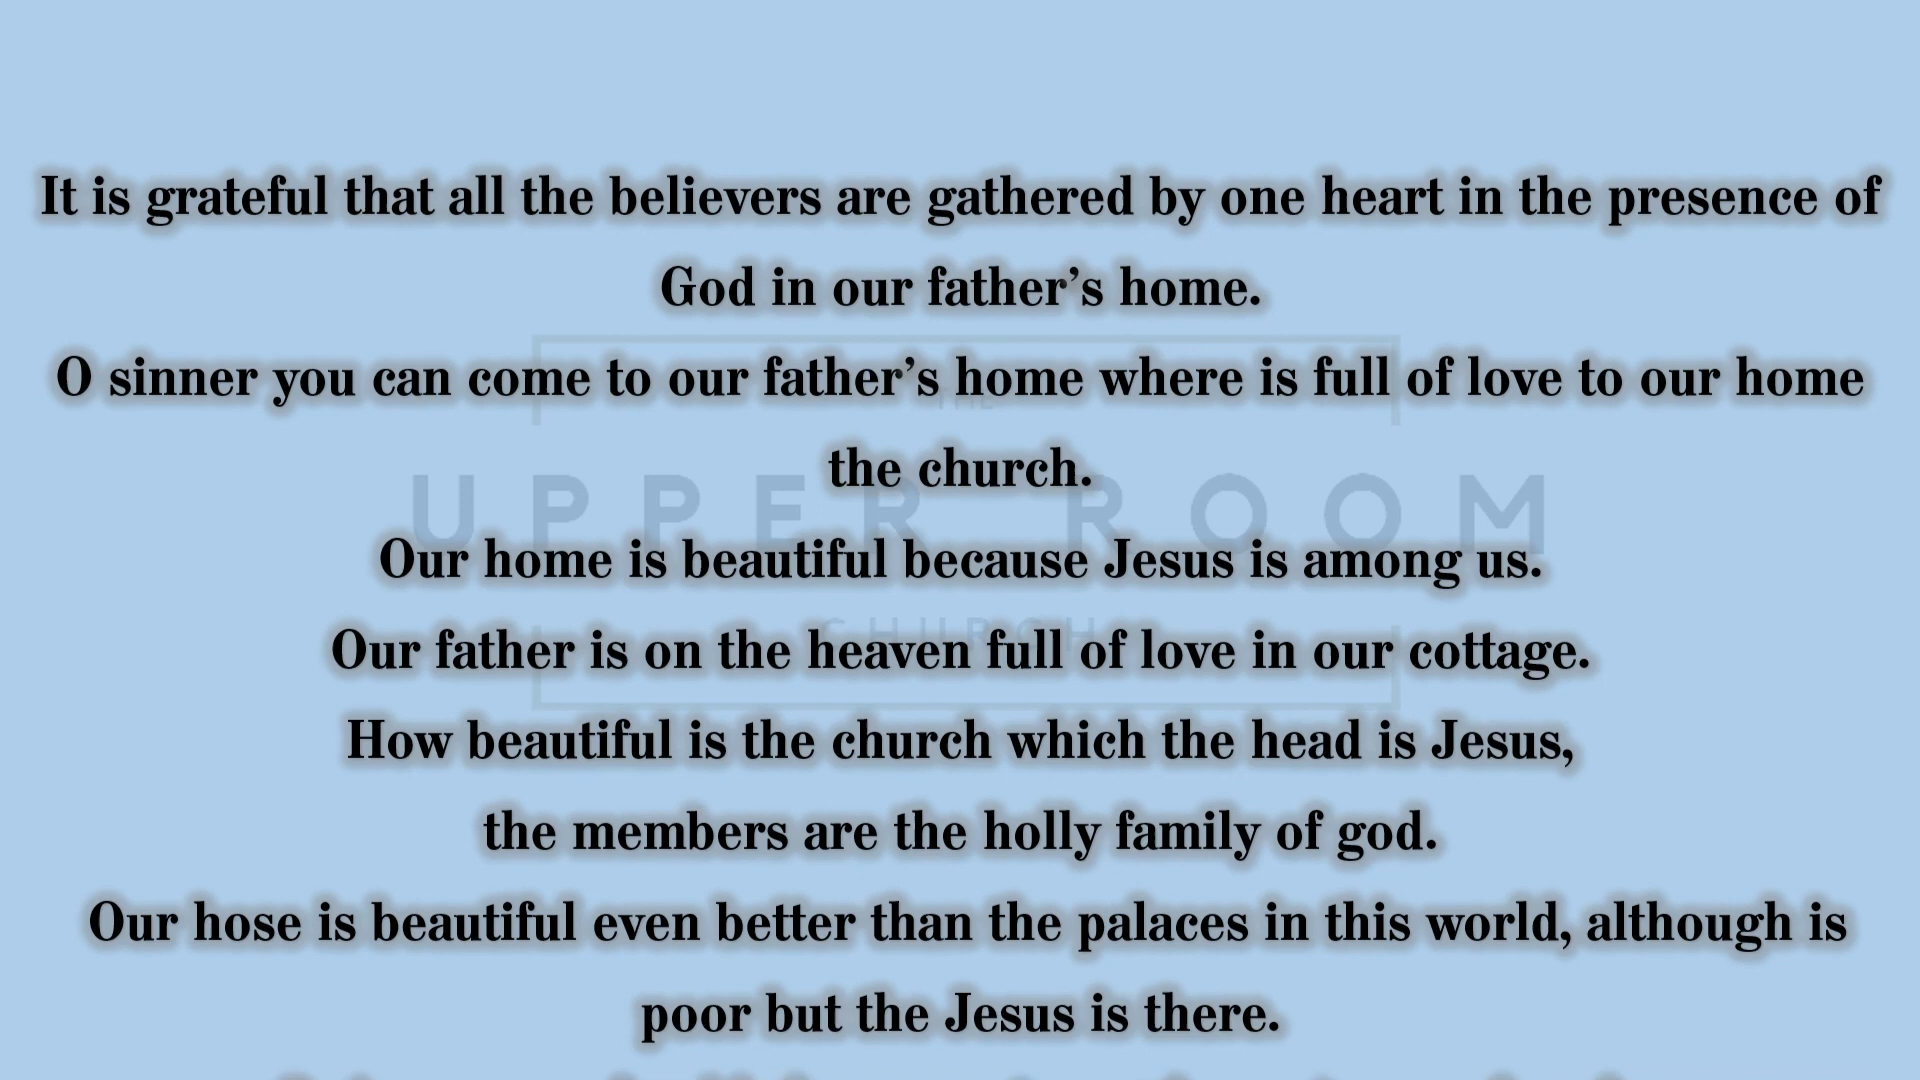 It is grateful that all the believers are gathered by one heart in the presence of
God in our father’s home.
O sinner you can come to our father’s home where is full of love to our home
THE
the church.
UPPER ROOM
Our home is beautiful because Jesus is among us.
CHURCH
Our father is on the heaven full of love in our cottage.
How beautiful is the church which the head is Jesus,
the members are the holly family of god.
Our hose is beautiful even better than the palaces in this world, although is
poor but the Jesus is there.